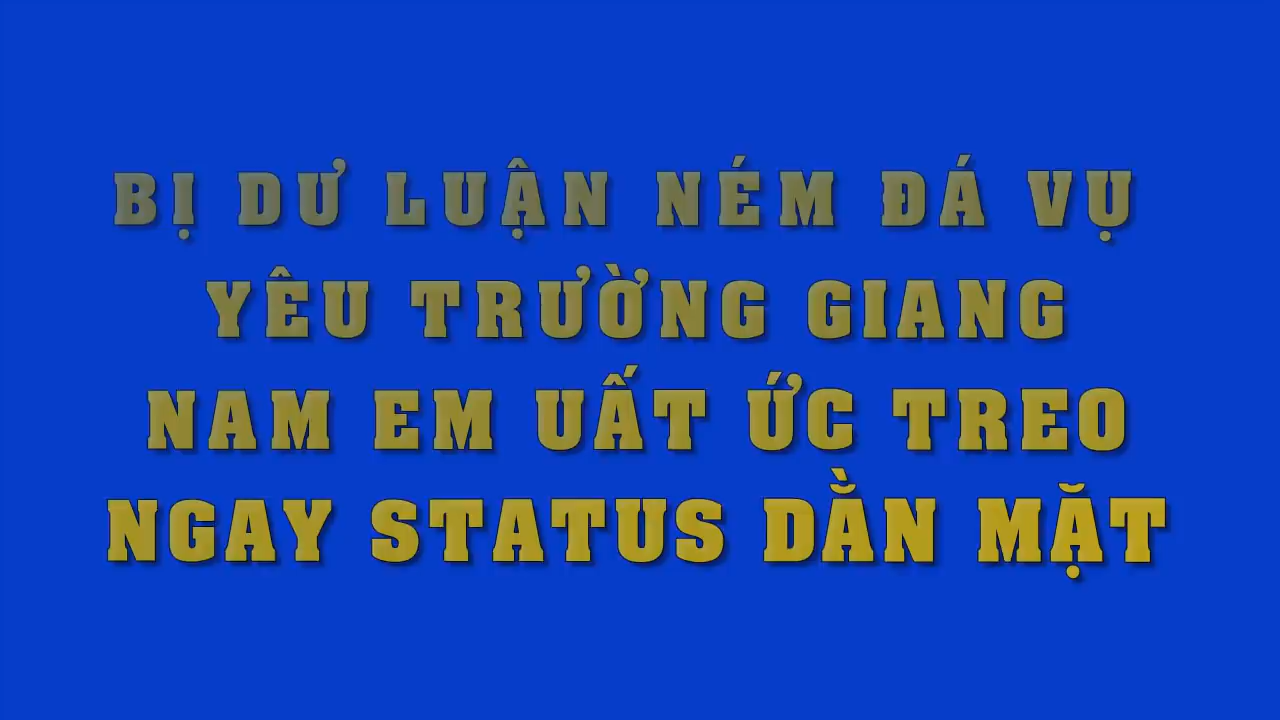 BỊ DƯ LUẬN NÉM ĐÁ VỤ
YÊU TRƯỜNG GIANG
NAM EM UẤT ỨC TREO
NGAY STATUS DẰN MẶT